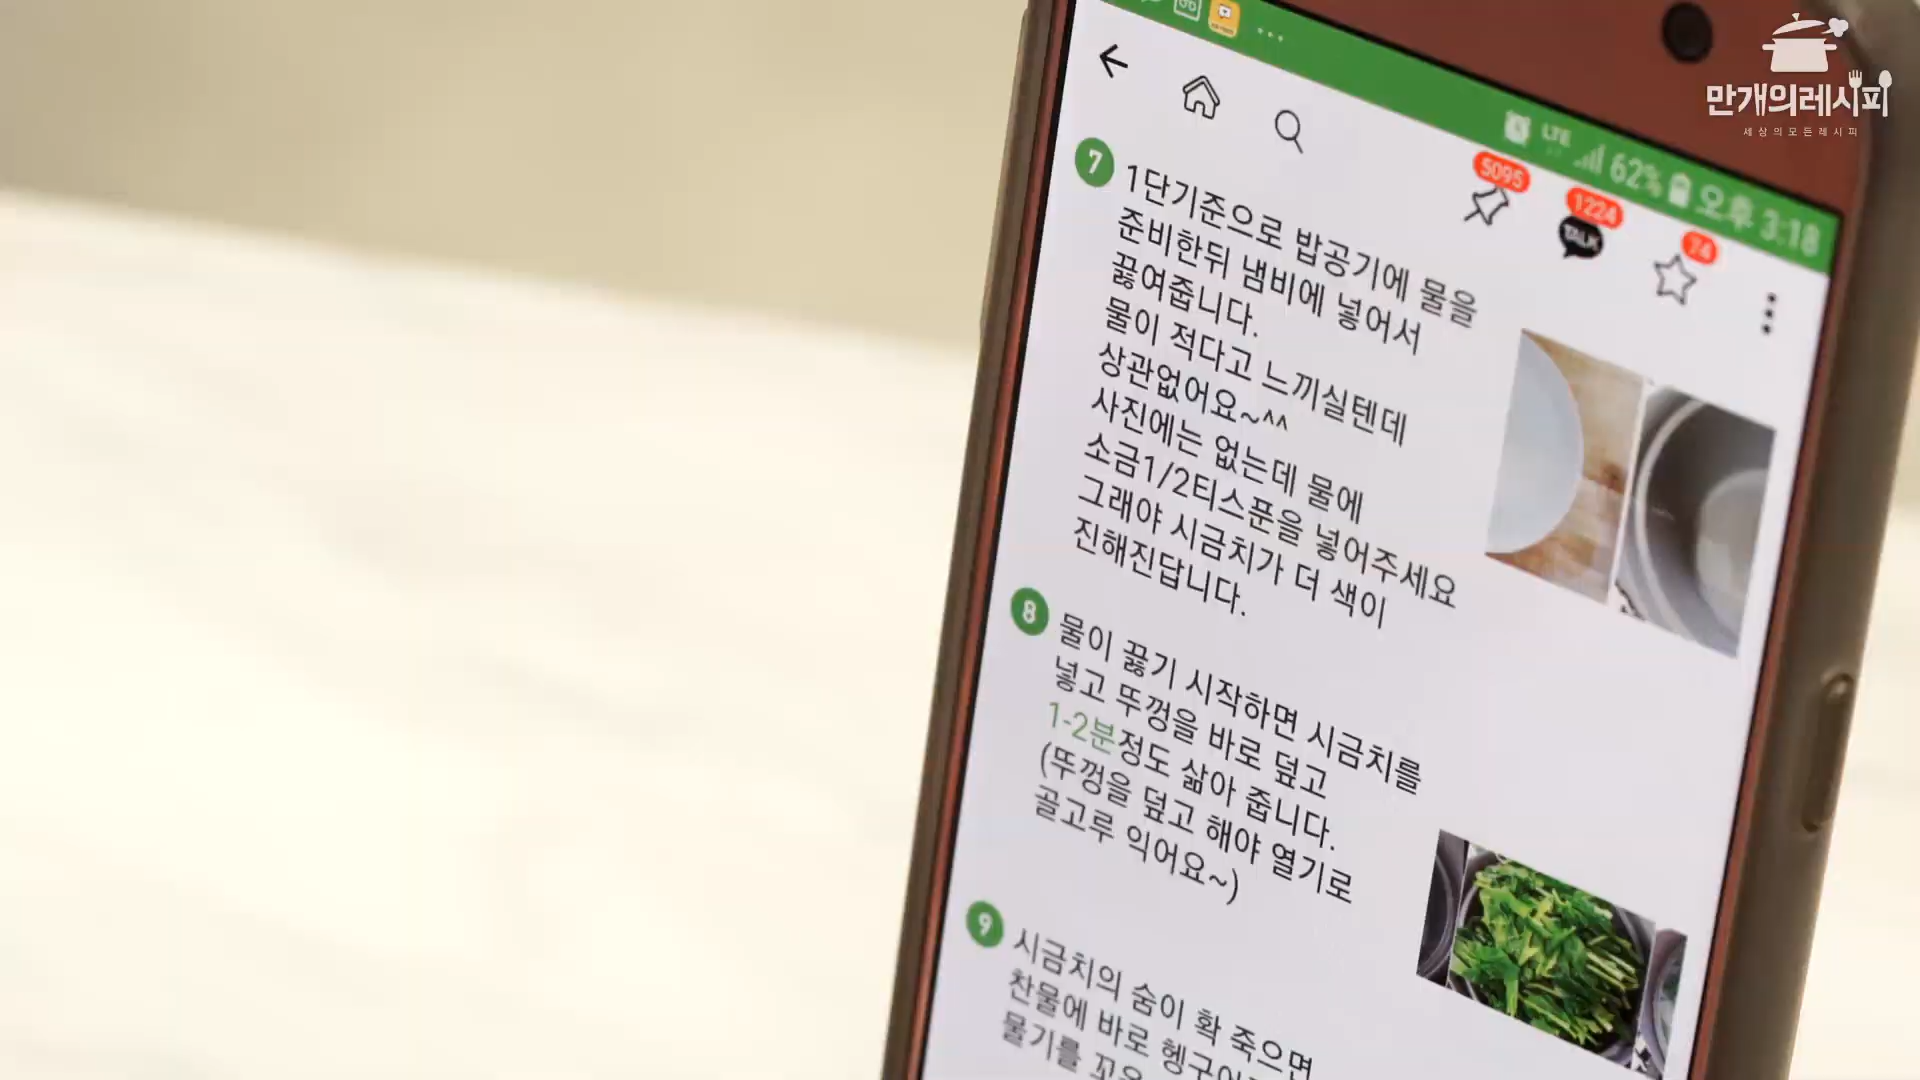 만개의레시피
세상의모든레시피
LTE 62% 오후 3:18
5095
1224
TALK
24
7
1단기준으로 밥공기에 물을
준비한뒤 냄비에 넣어서
끓여줍니다.
물이 적다고 느끼실텐데
상관없어요~^^
사진에는 없는데 물에
소금1/2티스푼을 넣어주세요
그래야 시금치가 더 색이
진해진답니다.
8
물이 끓기 시작하면 시금치를
넣고 뚜껑을 바로 덮고
1-2분정도 삶아 줍니다.
(뚜껑을 덮고 해야 열기로
골고루 익어요~)
9
시금치의 숨이 확 죽으면
찬물에 바로 헹구어
물기를